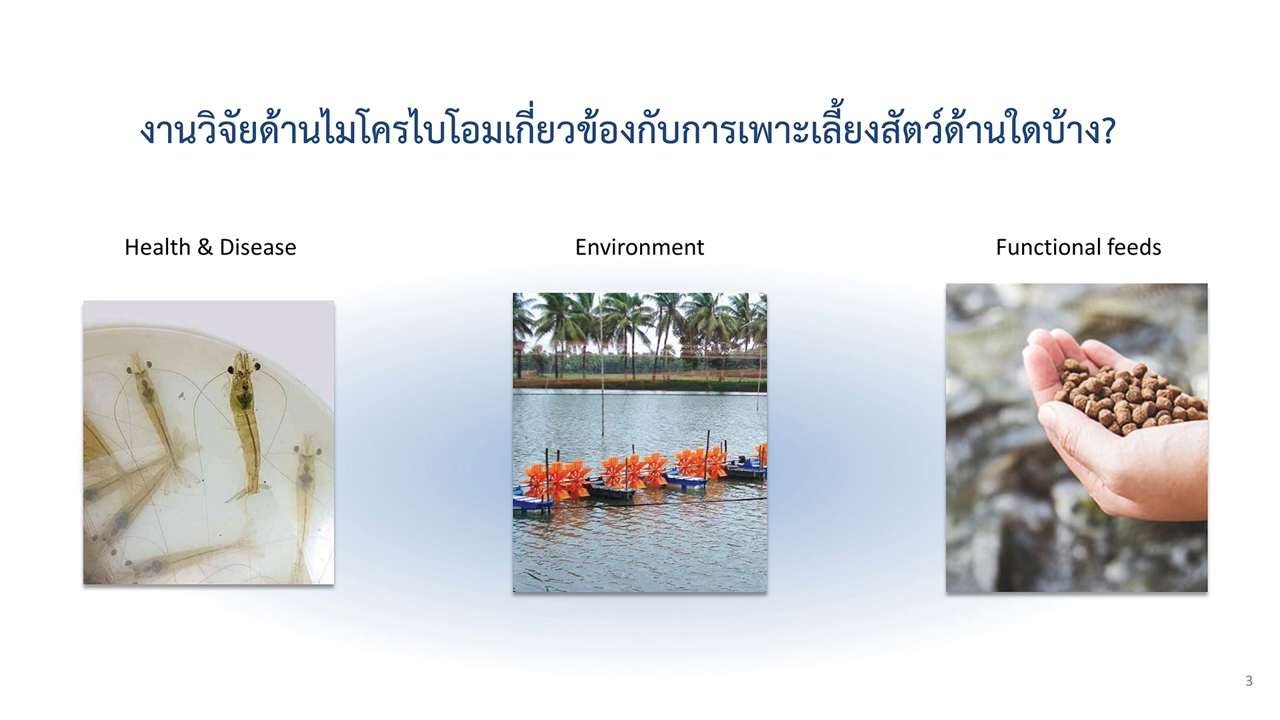 งานวิจัยด้านไมโครไบโอมเกี่ยวข้องกับการเพาะเลี้ยงสัตว์ด้านใดบ้าง?
Health & Disease
Environment
Functional feeds
3